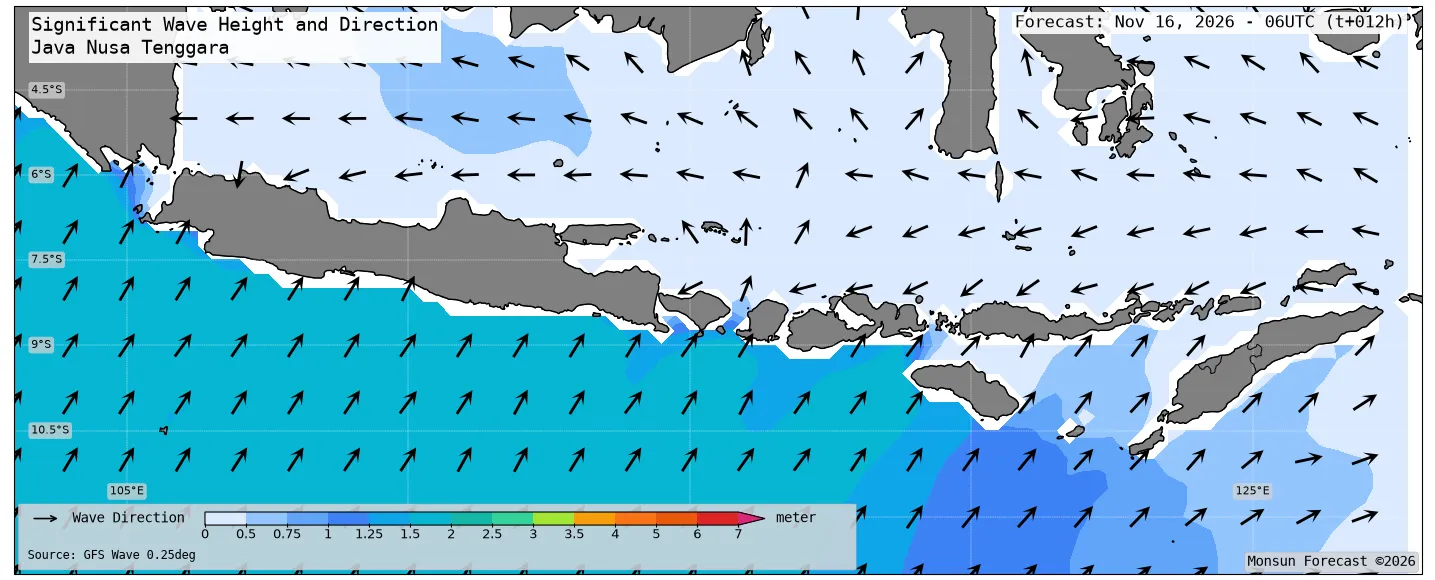 Significant Wave Height and Direction
Java Nusa Tenggara
Forecast: Nov 16, 2026 - 06UTC (t+012h)
4.5°S
6°S
7.5°S
9°S
10.5°S
105°E
125°E
Wave Direction
meter
0 0.5 0.75 1 1.25 1.5 2 2.5 3 3.5 4 5 6 7
Source: GFS Wave 0.25deg
Monsun Forecast ©2026